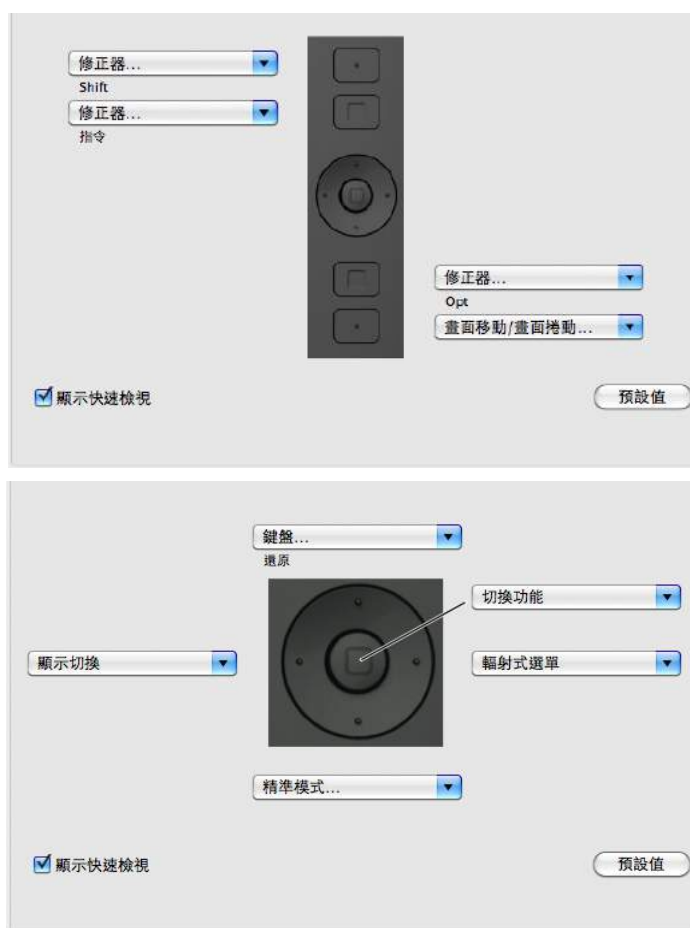 修正器...
Shift
修正器...
指令
修正器...
Opt
畫面移動/畫面捲動...
顯示快速檢視
預設值
鍵盤...
還原
切換功能
顯示切換
輻射式選單
精準模式...
顯示快速檢視
預設值